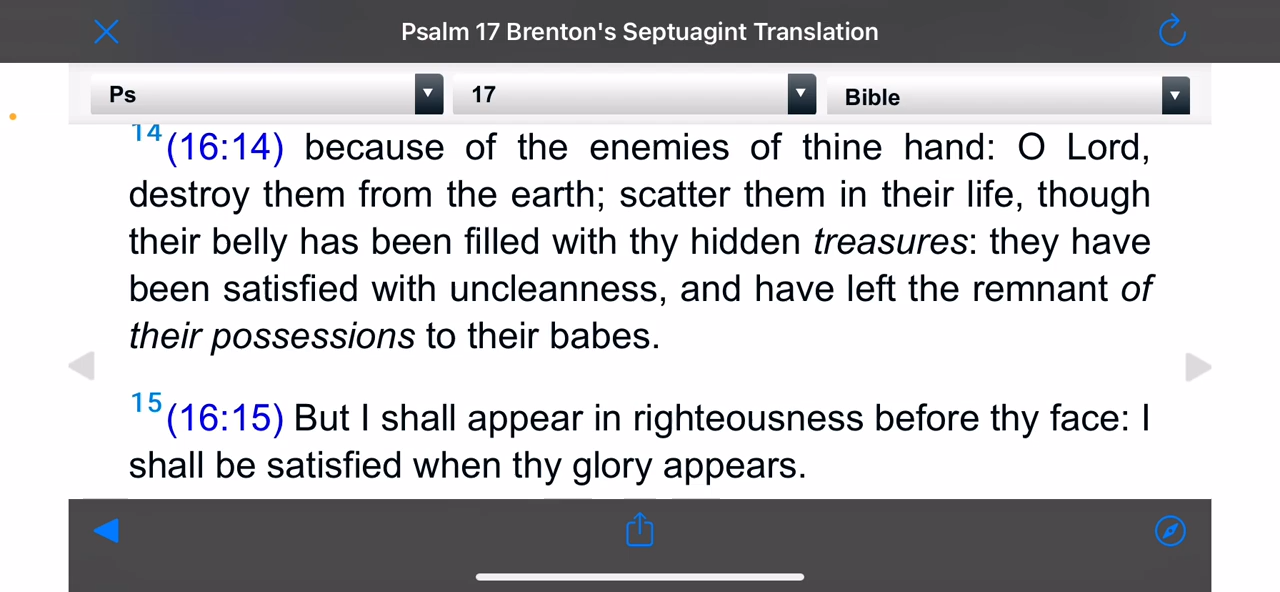 Psalm 17 Brenton's Septuagint Translation
Ps 17 Bible
14 (16:14) because of the enemies of thine hand: O Lord,
destroy them from the earth; scatter them in their life, though
their belly has been filled with thy hidden treasures: they have
been satisfied with uncleanness, and have left the remnant of
their possessions to their babes.
15 (16:15) But I shall appear in righteousness before thy face: I
shall be satisfied when thy glory appears.